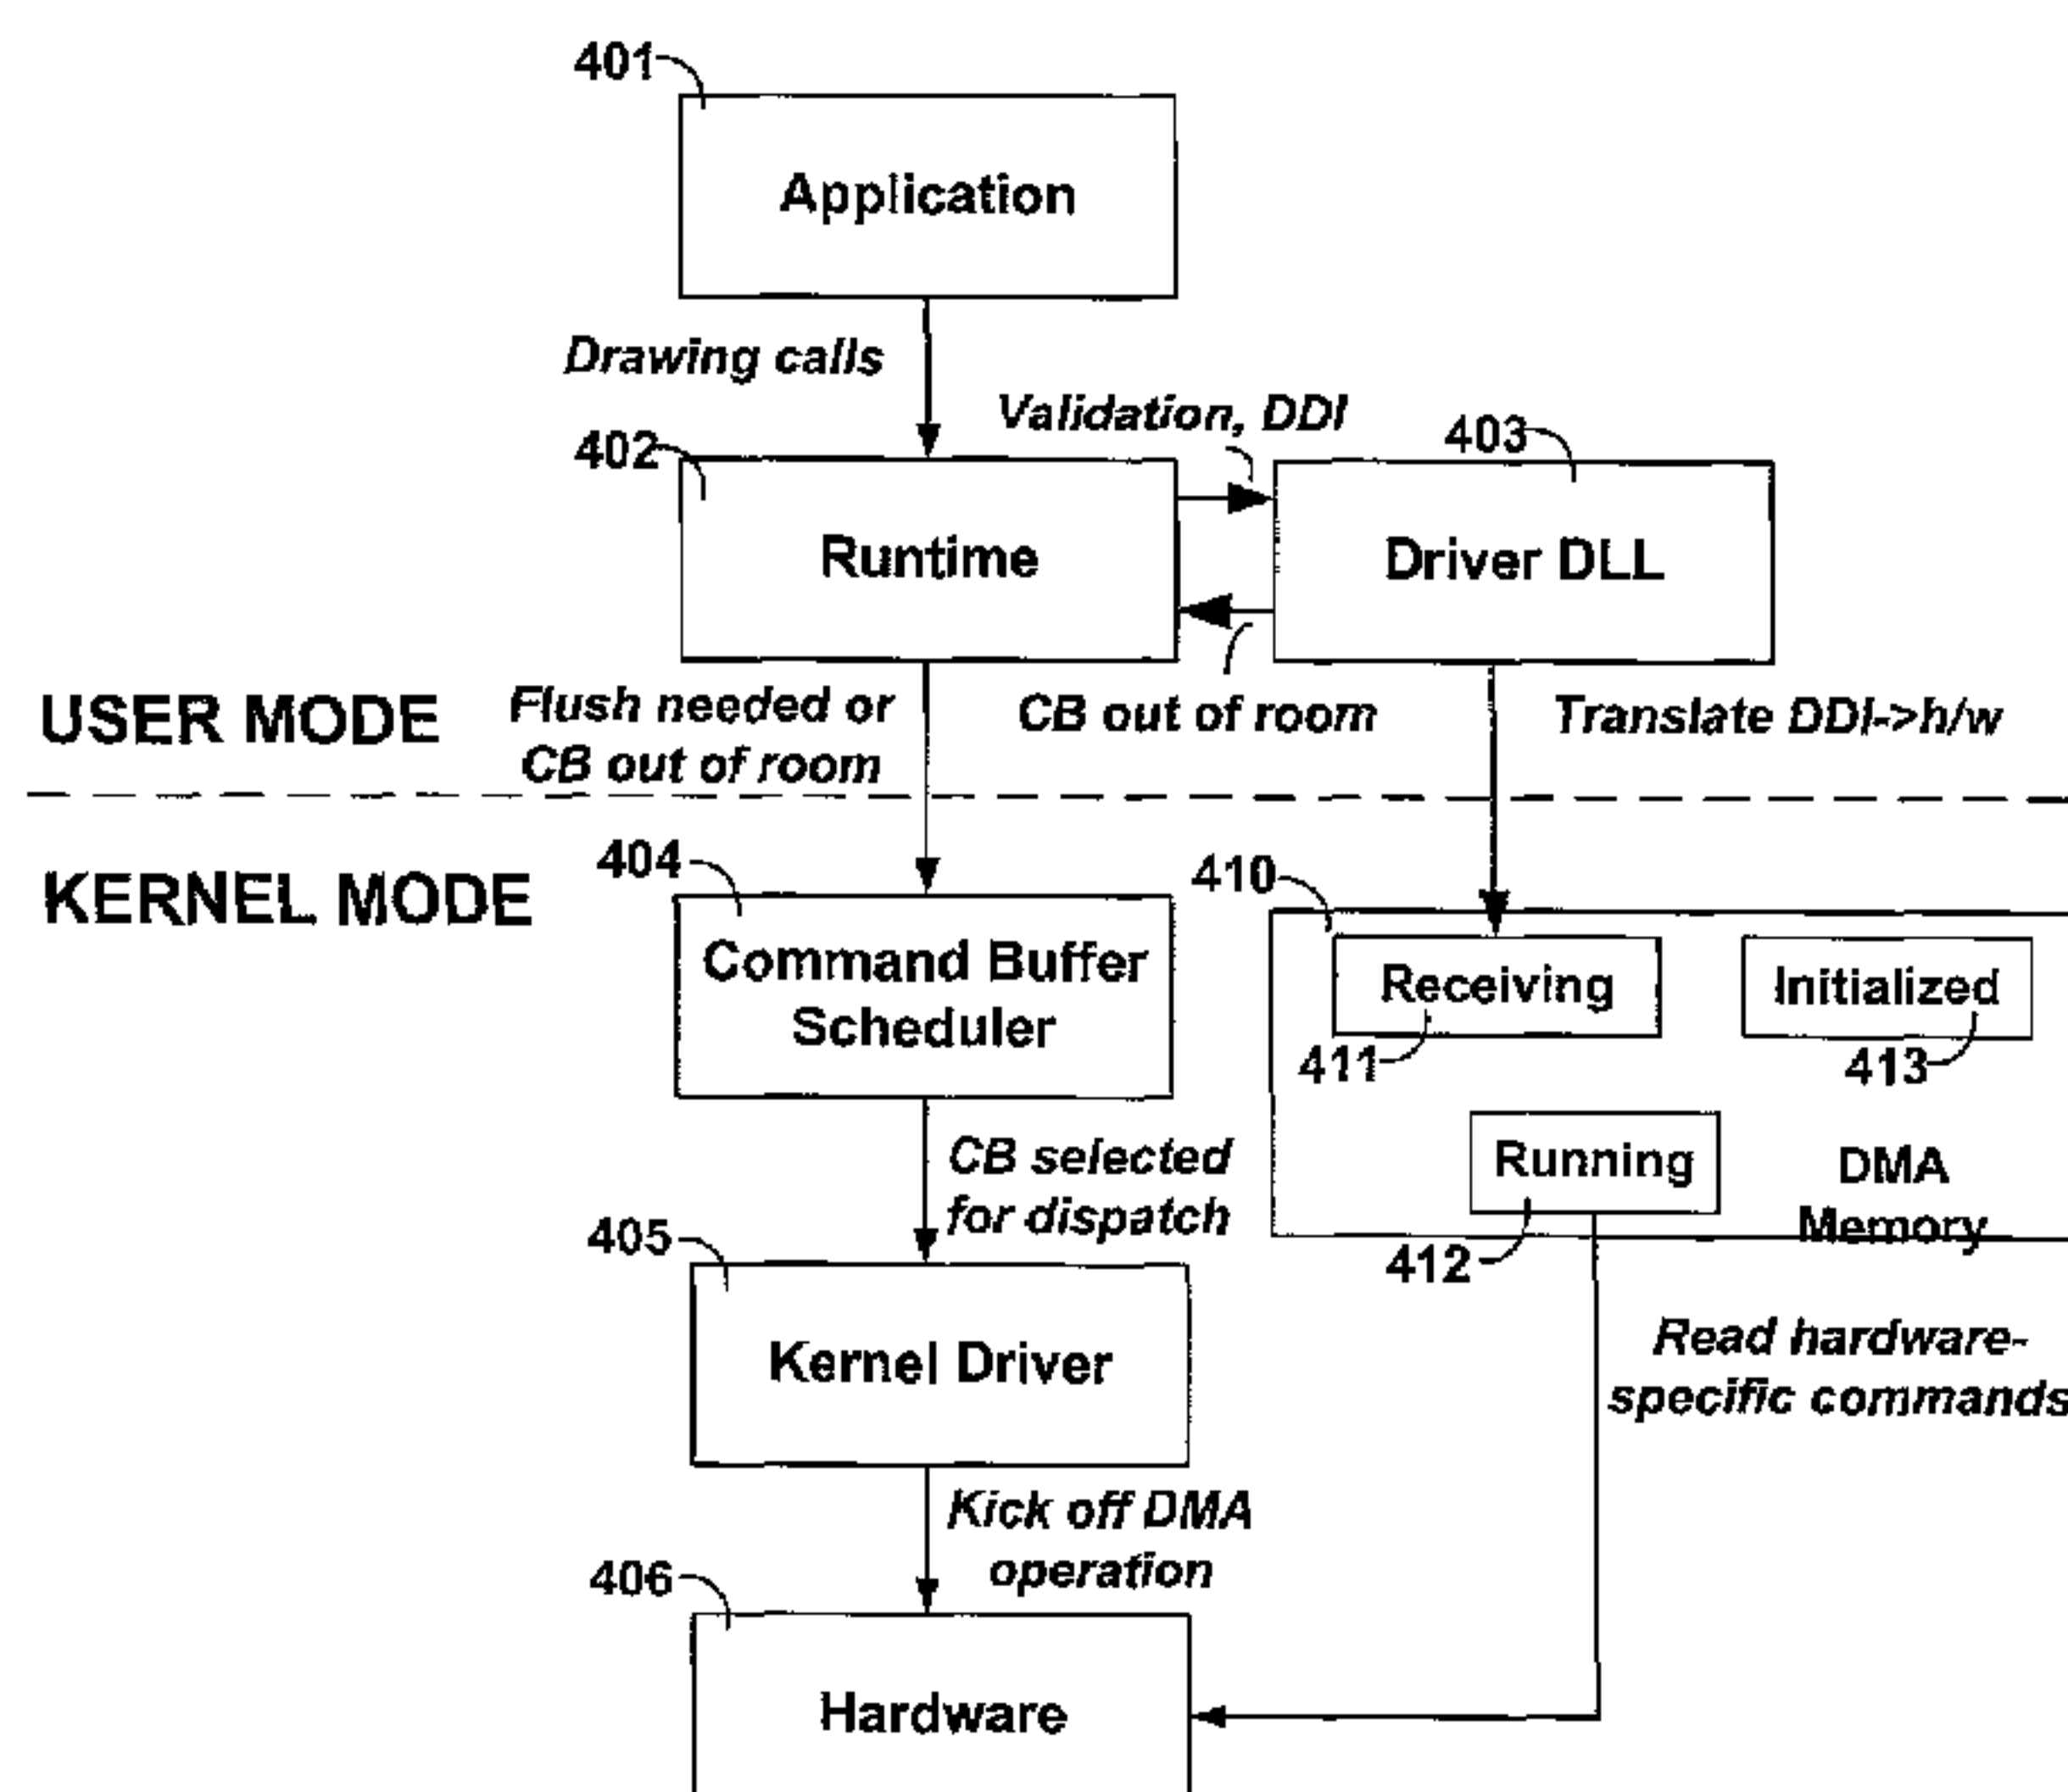 401
Application
Drawing calls
Validation, DDI
402
403
Runtime
Driver DLL
USER MODE
Flush needed or
CB out of room
CB out of room
Translate DDI->h/w
KERNEL MODE
404
410
Command Buffer
Scheduler
Receiving
Initialized
411
413
Running
DMA
Memory
412
CB selected
for dispatch
405
Kernel Driver
Read hardware-
specific commands
Kick off DMA
operation
406
Hardware